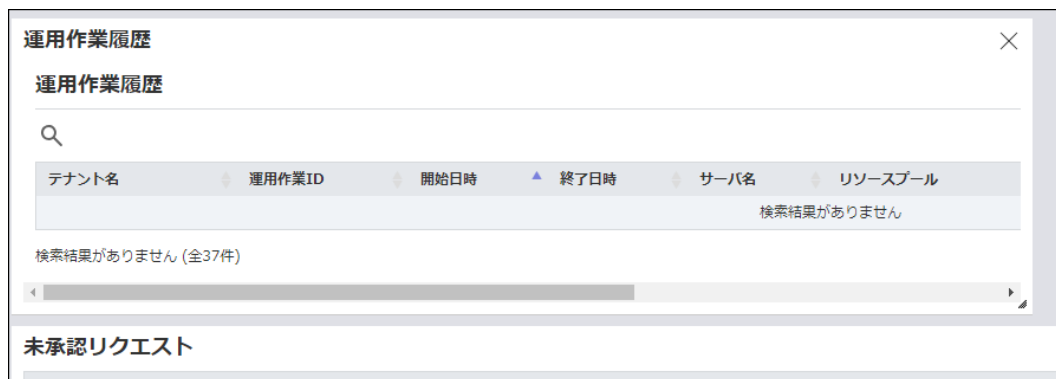 運用作業履歴
運用作業履歴
テナント名 運用作業ID 開始日時 終了日時 サーバ名 リソースプール
検索結果がありません
検索結果がありません (全37件)
未承認リクエスト